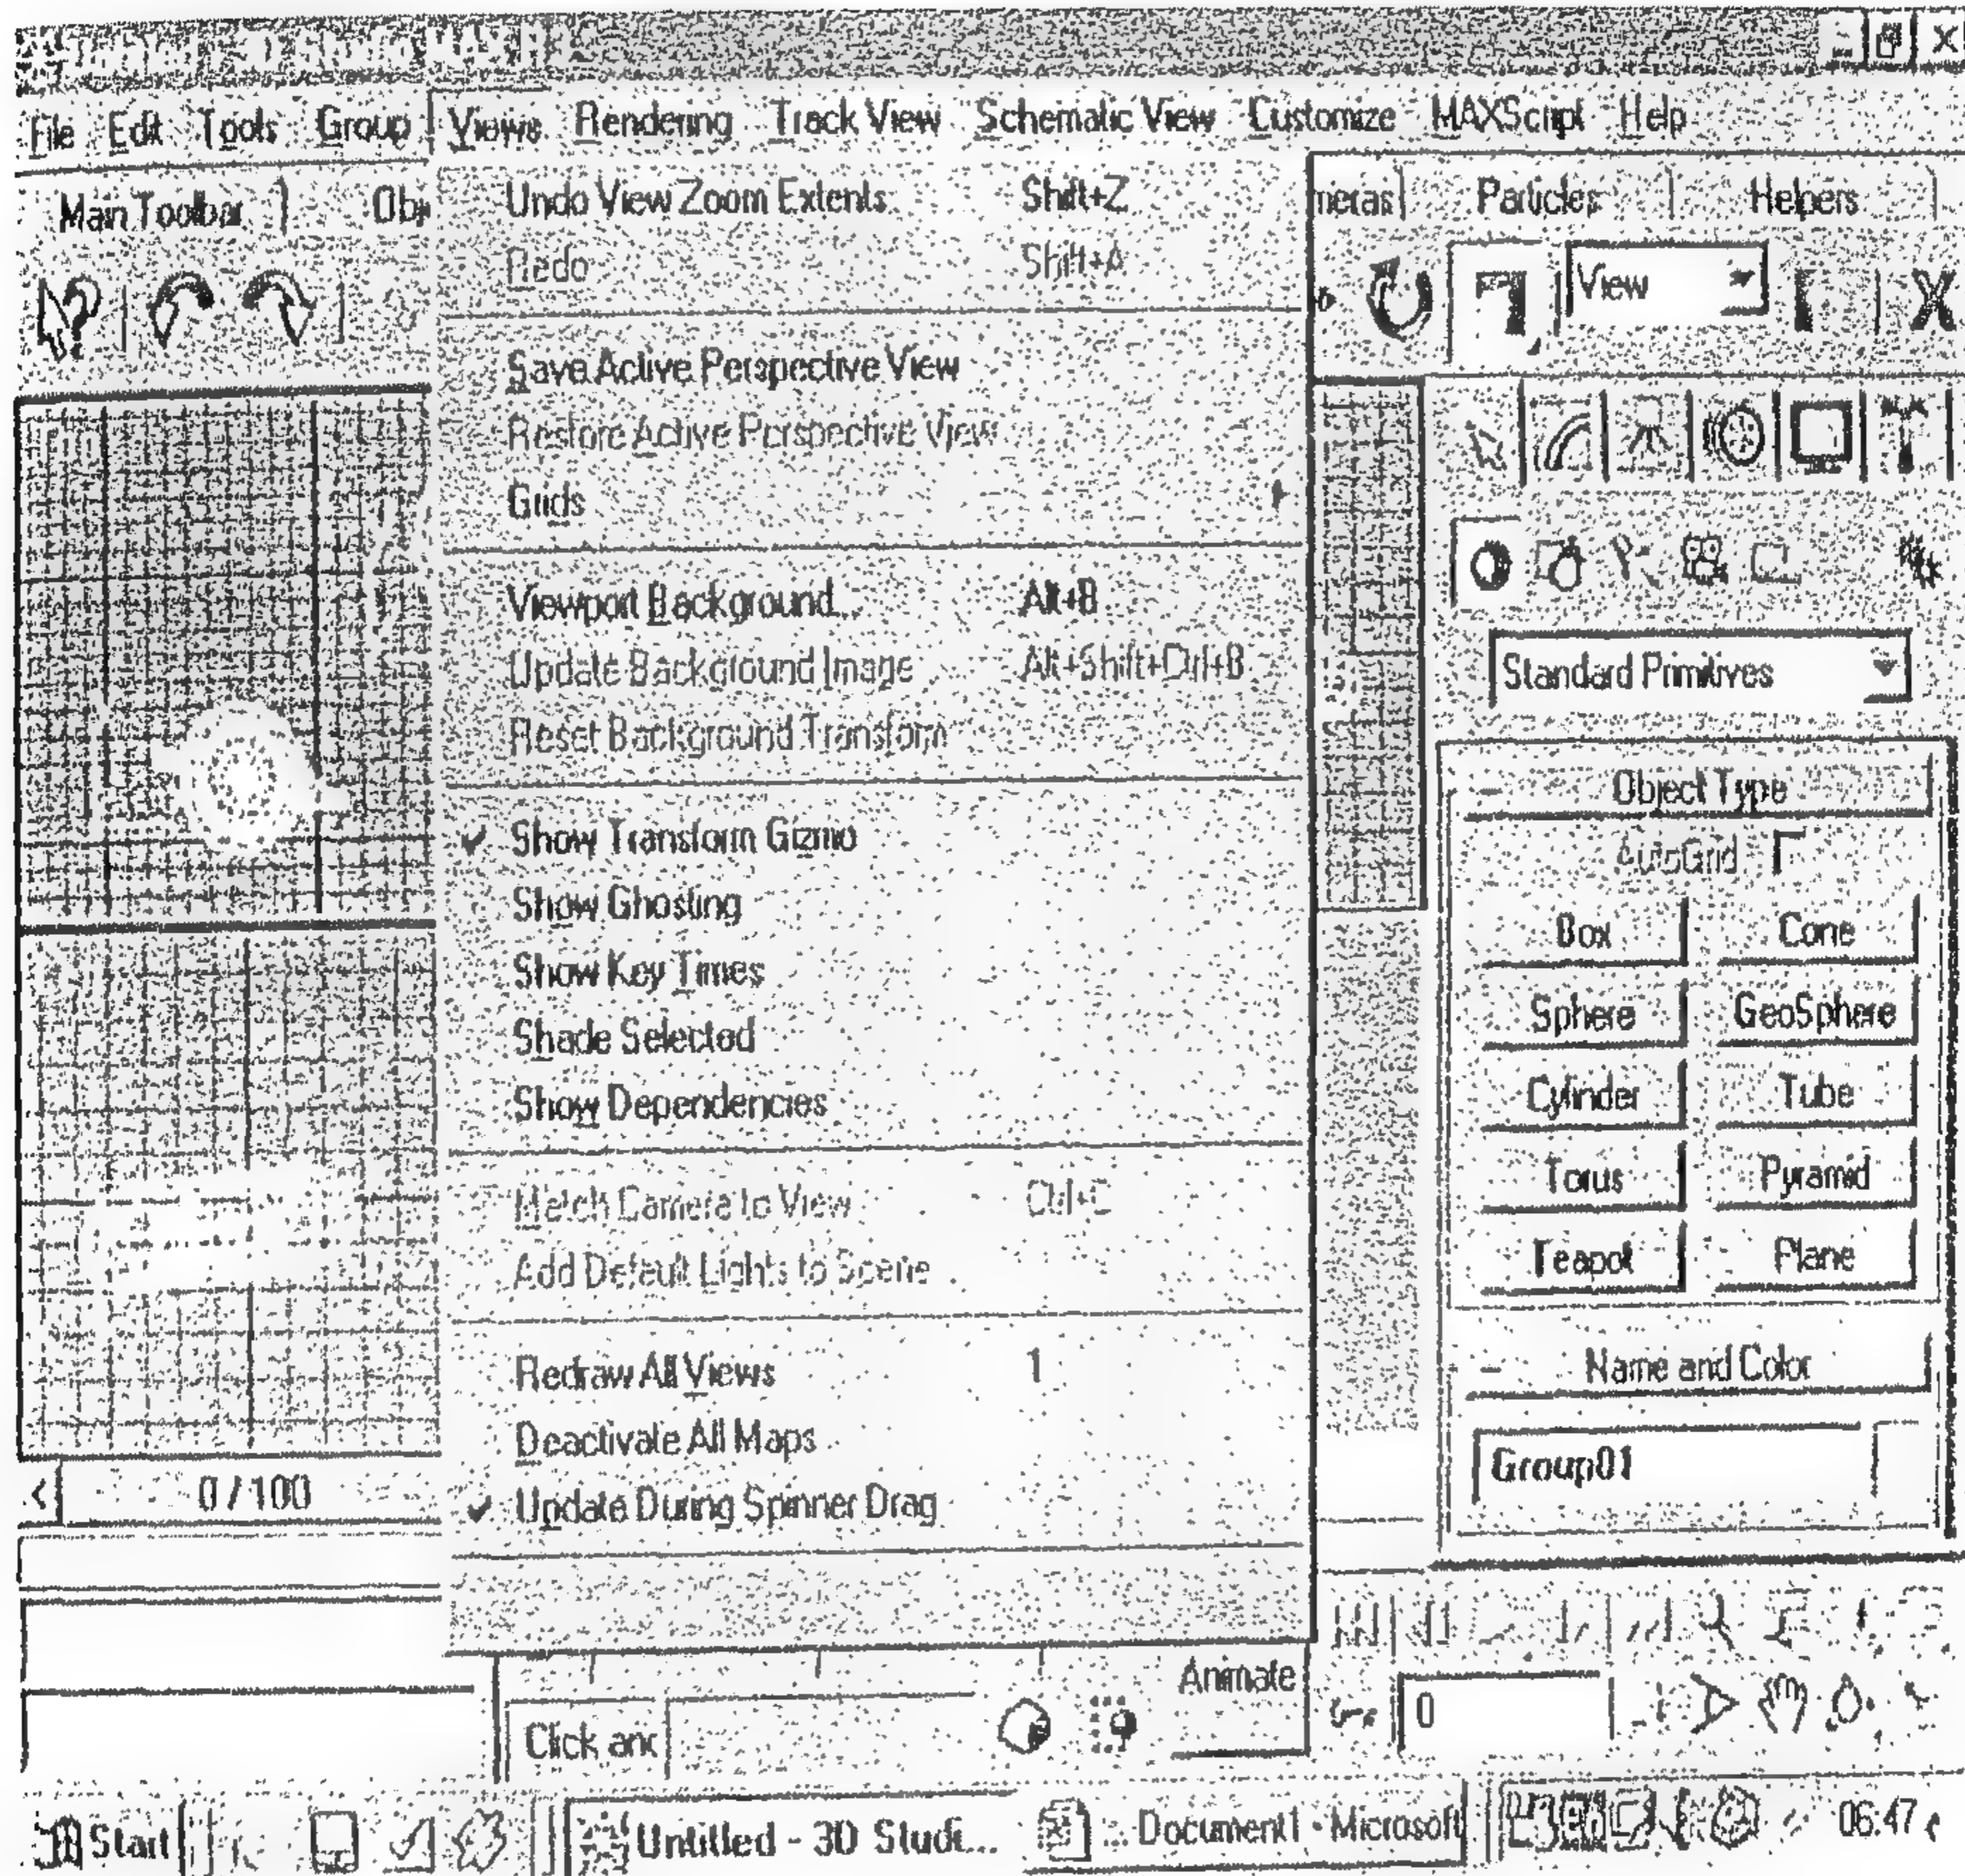 File Edit Tools Group Views Rendering Track View Schematic View Customize MAXScript Help
Main Toolbar Obj meras Particles Helpers
Undo View Zoom Extents Shift+Z
Redo Shift+A
View
Save Active Perspective View
Restore Active Perspective View
Grids
Viewport Background... Alt+B
Update Background Image Alt+Shift+Ctrl+B
Reset Background Transform
Standard Primitives
Object Type
AutoGrid
Show Transform Gizmo
Show Ghosting
Show Key Times
Shade Selected
Show Dependencies
Box Cone
Sphere GeoSphere
Cylinder Tube
Torus Pyramid
Teapot Plane
Match Camera to View Ctrl+C
Add Default Lights to Scene
Redraw All Views 1
Deactivate All Maps
Update During Spinner Drag
Name and Color
Group01
0 / 100
Animate
Click and
0
Start Untitled - 3D Studi... Document1 - Microsoft 06:47